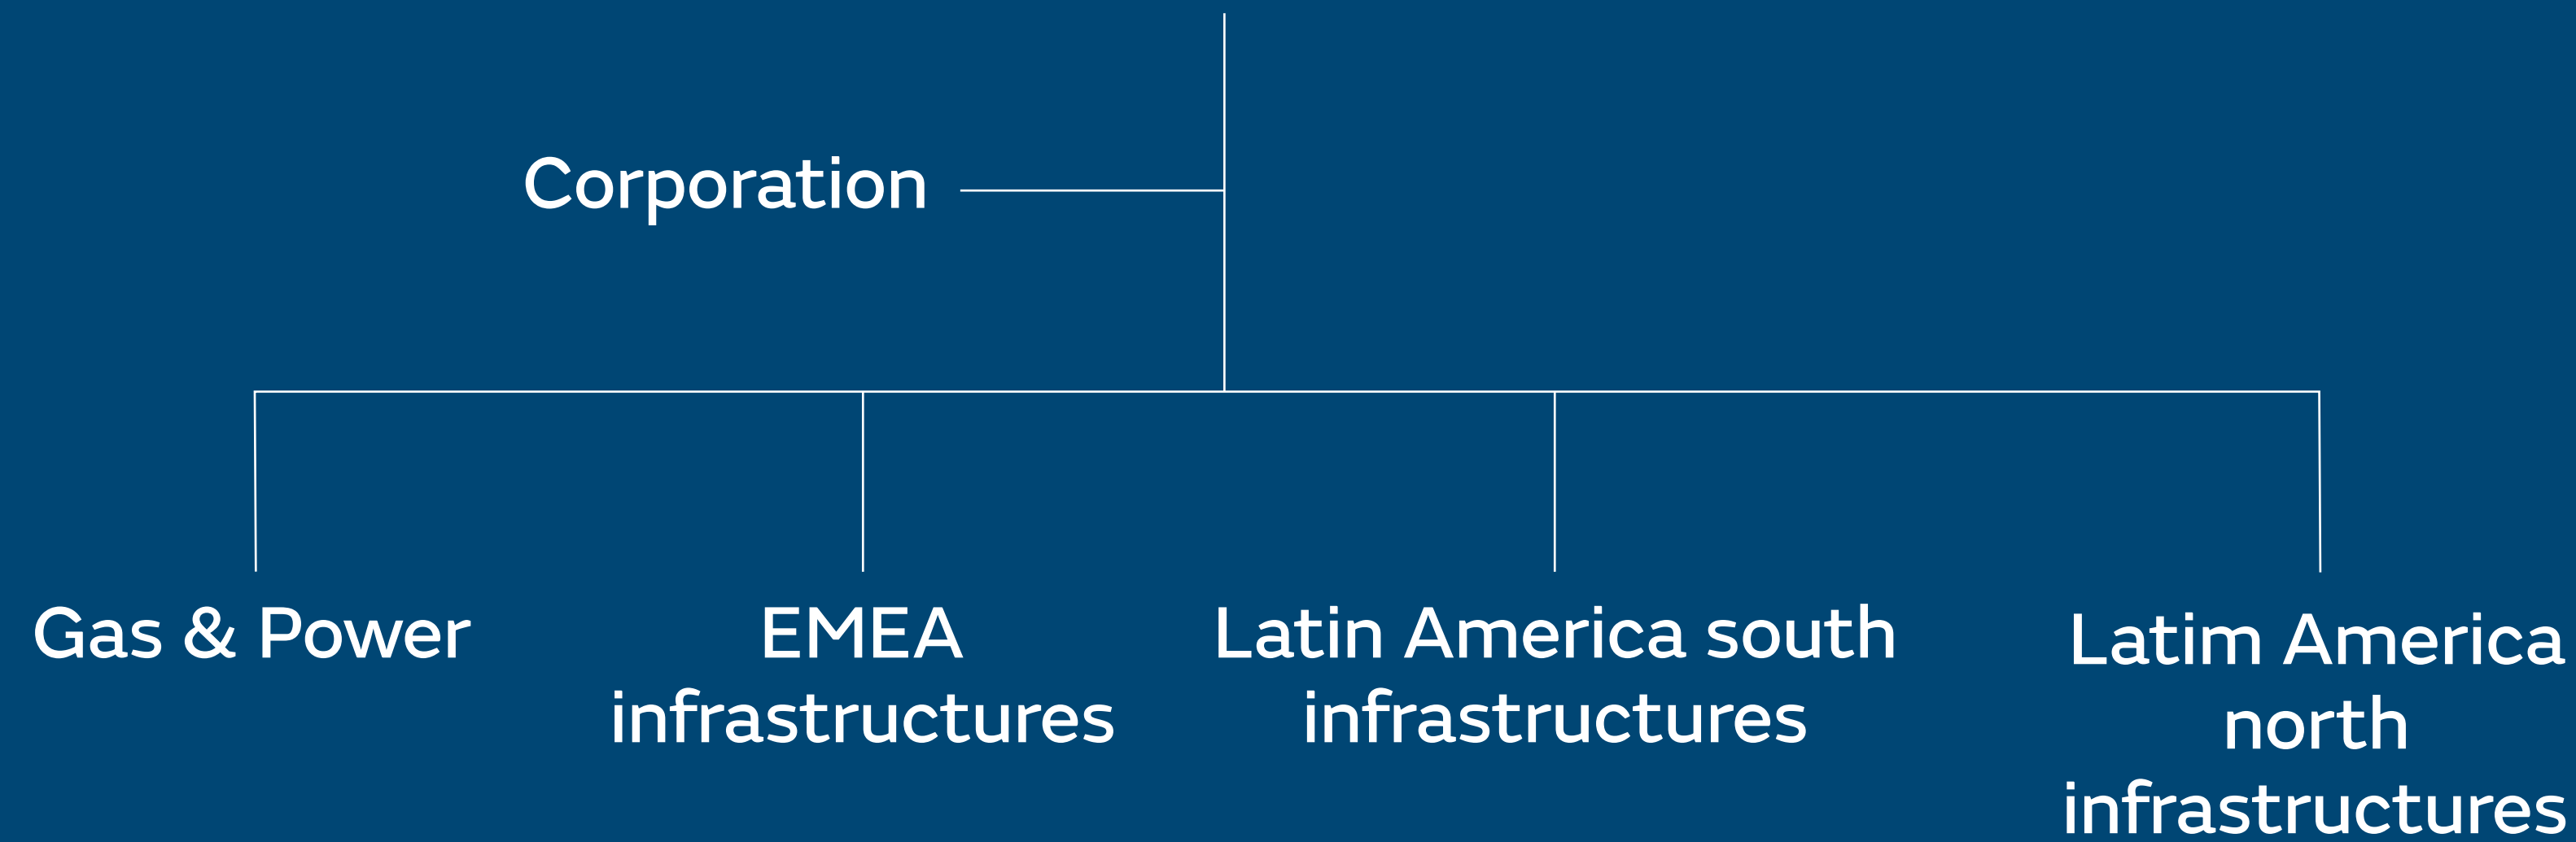 Corporation
Gas & Power
EMEA
infrastructures
Latin America south
infrastructures
Latim America
north
infrastructures